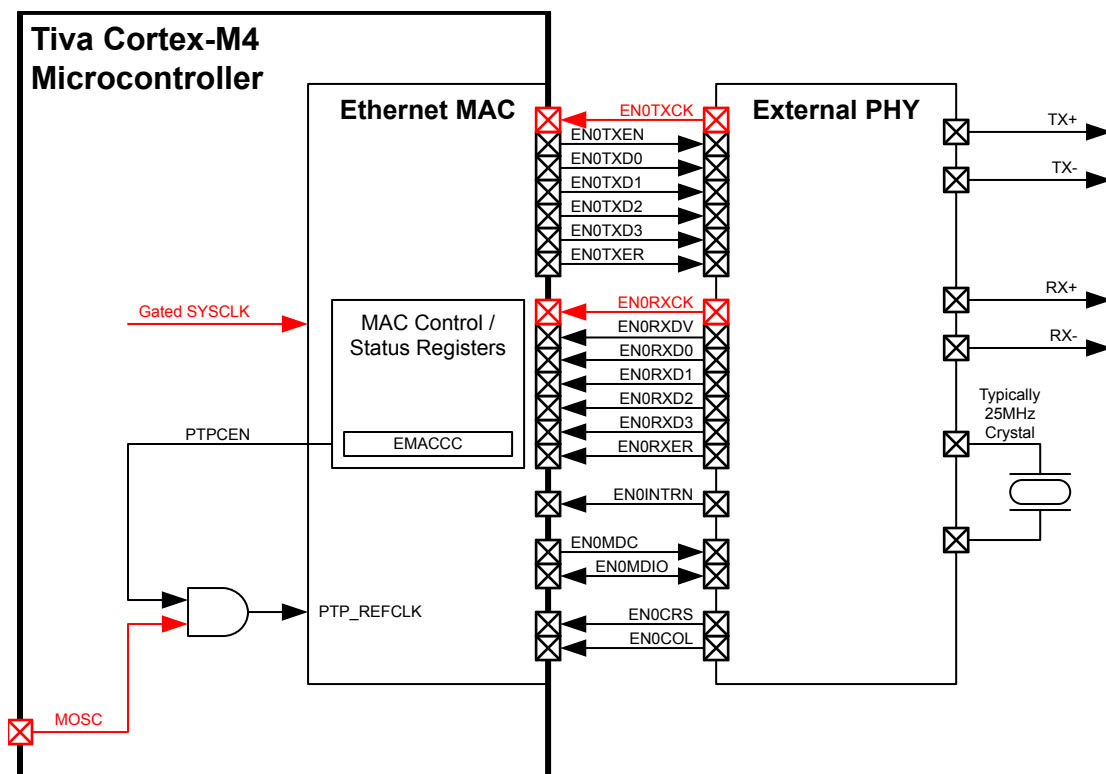 Tiva Cortex-M4
Microcontroller
Ethernet MAC
External PHY
EN0TXCK
EN0TXEN
EN0TXD0
EN0TXD1
EN0TXD2
EN0TXD3
EN0TXER
TX+
TX-
Gated SYSCLK
MAC Control /
Status Registers
EMACCC
PTPCEN
EN0RXCK
EN0RXDV
EN0RXD0
EN0RXD1
EN0RXD2
EN0RXD3
EN0RXER
RX+
RX-
Typically
25MHz
Crystal
EN0INTRN
EN0MDC
EN0MDIO
PTP_REFCLK
EN0CRS
EN0COL
MOSC